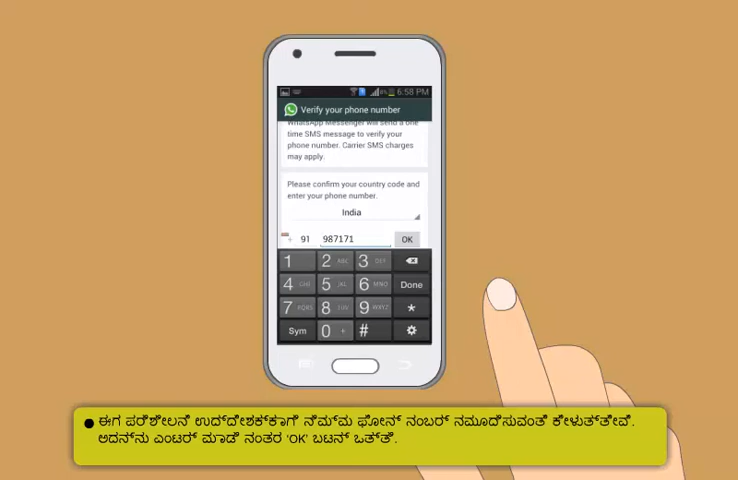 6:58 PM
Verify your phone number
WhatsApp Messenger will send a one
time SMS message to verify your
phone number. Carrier SMS charges
may apply.
Please confirm your country code and
enter your phone number.
India
+ 91 987171 OK
1 2 ABC 3 DEF
4 GHI 5 JKL 6 MNO Done
7 PQRS 8 TUV 9 WXYZ *
Sym 0 + #
ಈಗ ಪರಿಶೀಲನೆ ಉದ್ದೇಶಕ್ಕಾಗಿ ನಿಮ್ಮ ಫೋನ್ ನಂಬರ್ ನಮೂದಿಸುವಂತೆ ಕೇಳುತ್ತೇವೆ.
ಅದನ್ನು ಎಂಟರ್ ಮಾಡಿ ನಂತರ 'OK' ಬಟನ್ ಒತ್ತಿ.